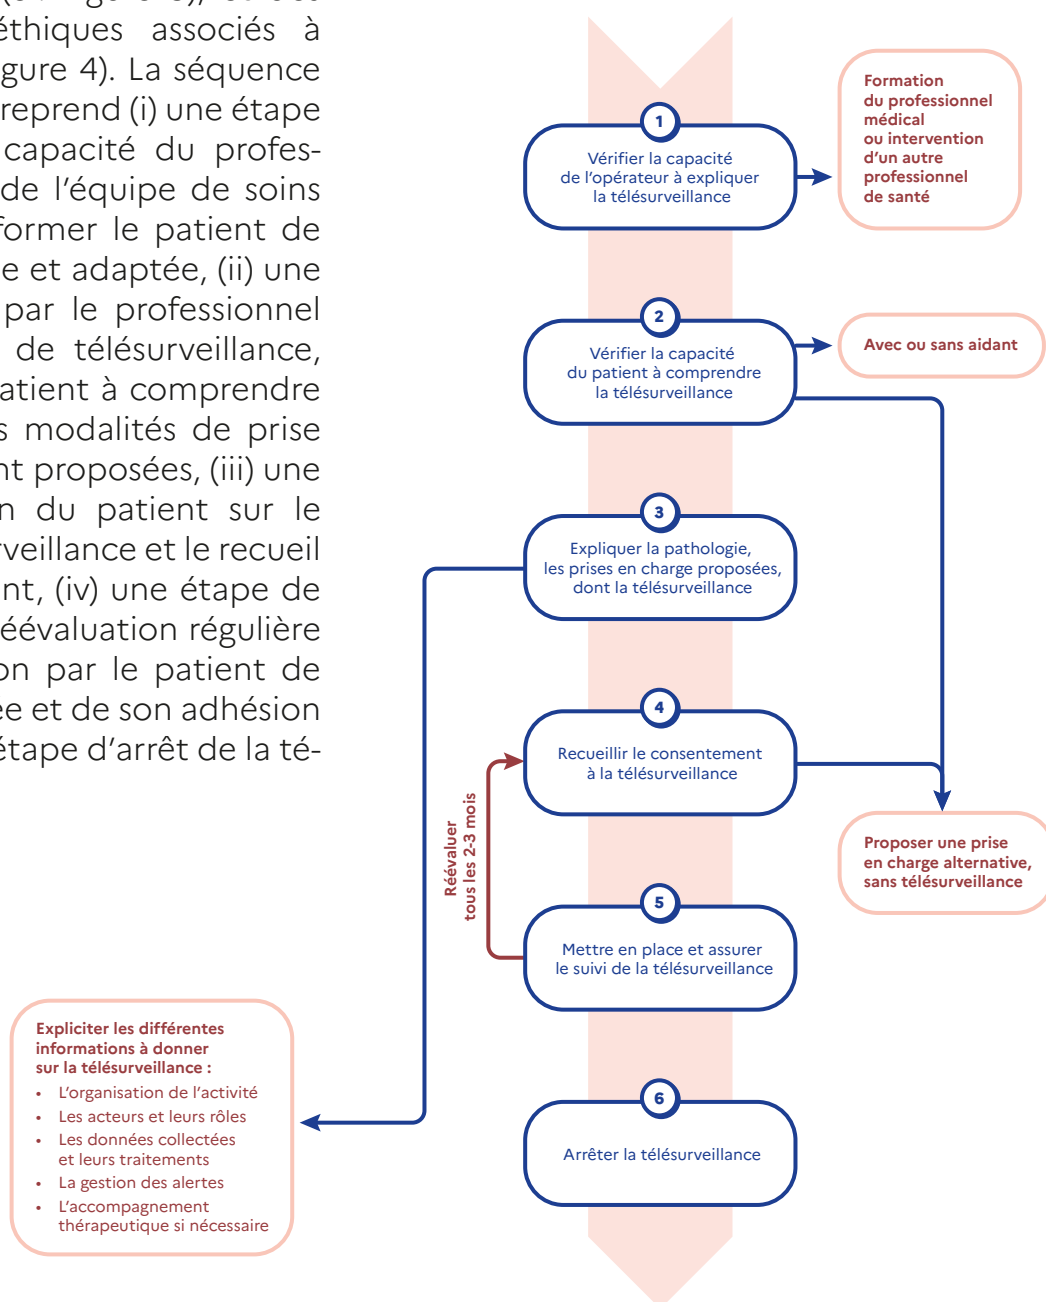 éthiques associés à
gure 4). La séquence
reprend (i) une étape
capacité du profes-
de l'équipe de soins
former le patient de
e et adaptée, (ii) une
par le professionnel
de télésurveillance,
atient à comprendre
s modalités de prise
nt proposées, (iii) une
n du patient sur le
rveillance et le recueil
nt, (iv) une étape de
éévaluation régulière
on par le patient de
ée et de son adhésion
étape d'arrêt de la té-
1
Vérifier la capacité
de l'opérateur à expliquer
la télésurveillance
Formation
du professionnel
médical
ou intervention
d'un autre
professionnel
de santé
2
Vérifier la capacité
du patient à comprendre
la télésurveillance
Avec ou sans aidant
3
Expliquer la pathologie,
les prises en charge proposées,
dont la télésurveillance
4
Recueillir le consentement
à la télésurveillance
Réévaluer
tous les 2-3 mois
Proposer une prise
en charge alternative,
sans télésurveillance
5
Mettre en place et assurer
le suivi de la télésurveillance
Expliciter les différentes
informations à donner
sur la télésurveillance :
• L'organisation de l'activité
• Les acteurs et leurs rôles
• Les données collectées
et leurs traitements
• La gestion des alertes
• L'accompagnement
thérapeutique si nécessaire
6
Arrêter la télésurveillance